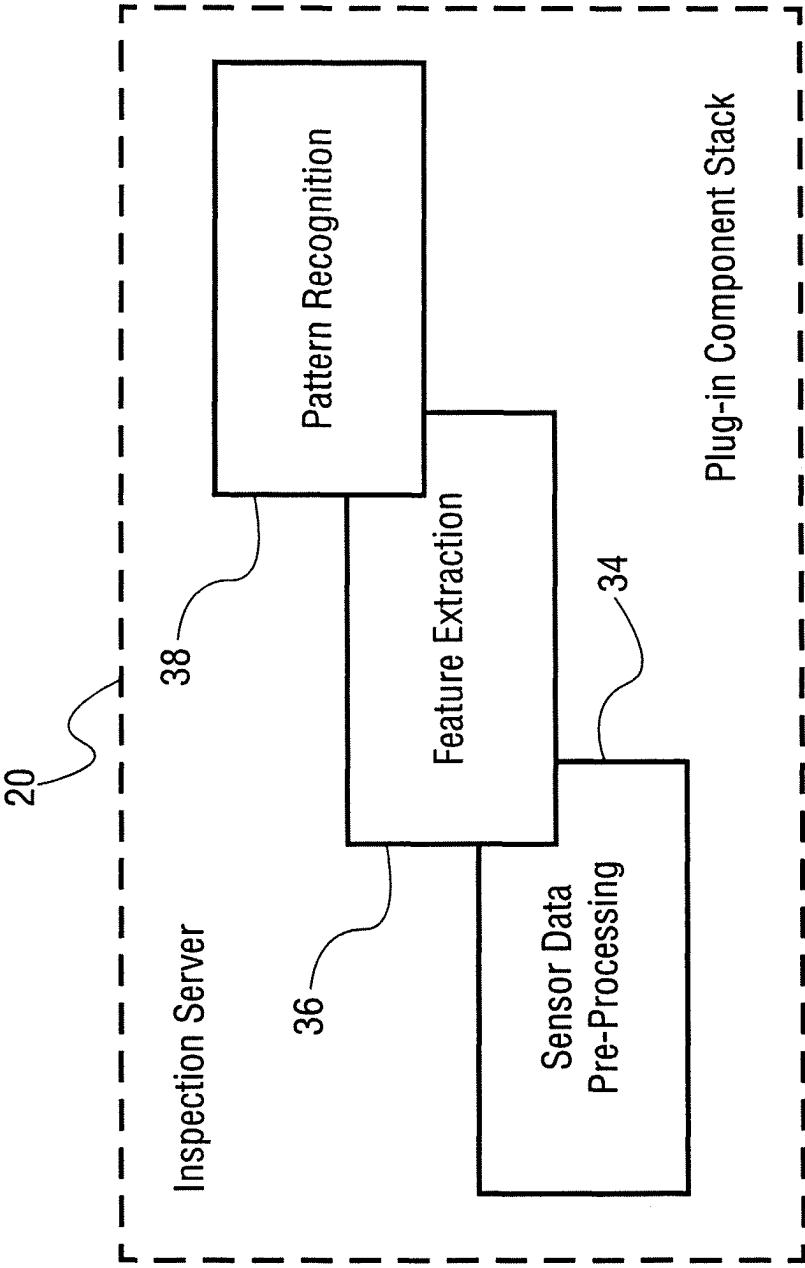 20
Inspection Server
38
Pattern Recognition
36
Feature Extraction
34
Sensor Data
Pre-Processing
Plug-in Component Stack